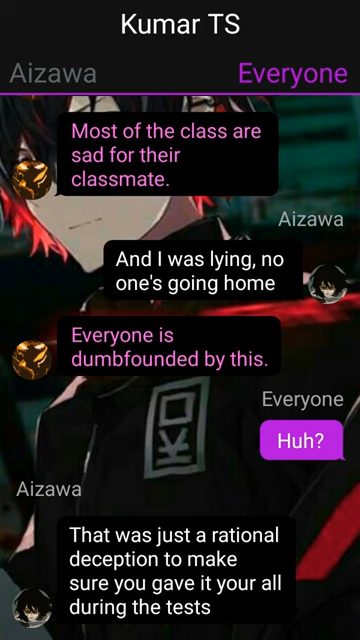 Kumar TS
Aizawa
Everyone
Most of the class are
sad for their
classmate.
Aizawa
And I was lying, no
one's going home
Everyone is
dumbfounded by this.
Everyone
Huh?
Aizawa
That was just a rational
deception to make
sure you gave it your all
during the tests